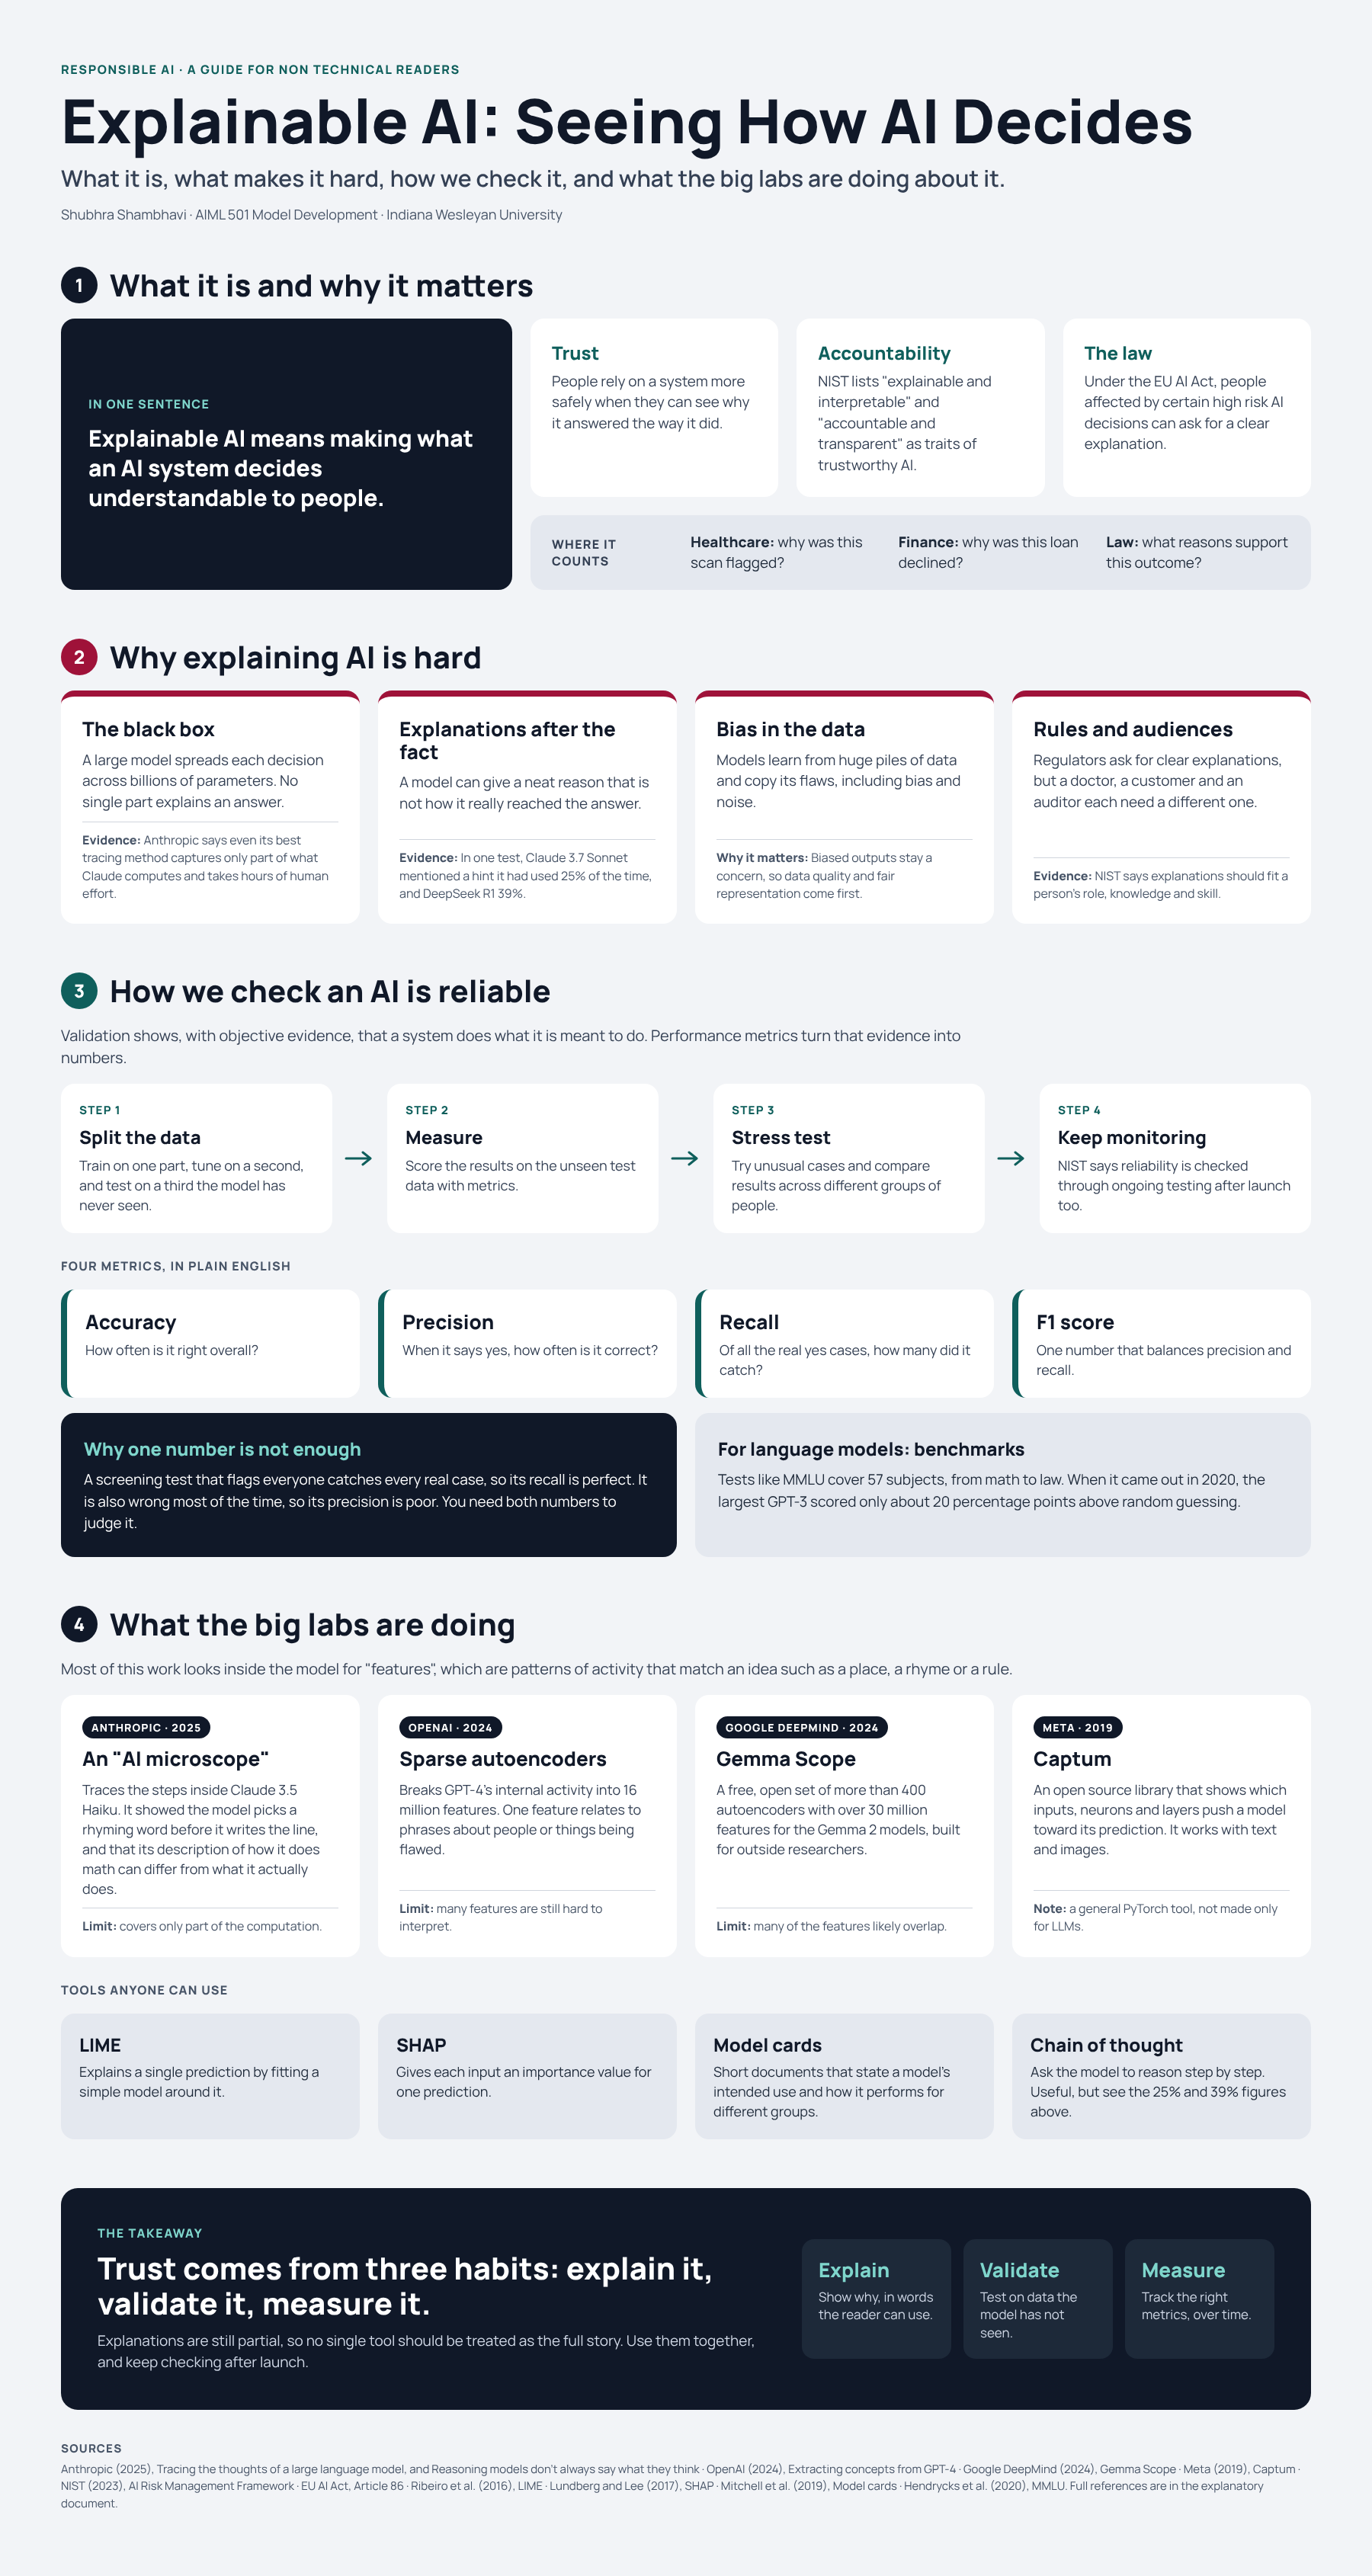 RESPONSIBLE AI · A GUIDE FOR NON TECHNICAL READERS
Explainable AI: Seeing How AI Decides
What it is, what makes it hard, how we check it, and what the big labs are doing about it.
Shubhra Shambhavi · AIML 501 Model Development · Indiana Wesleyan University
1 What it is and why it matters
IN ONE SENTENCE
Explainable AI means making what
an AI system decides
understandable to people.
Trust
People rely on a system more
safely when they can see why
it answered the way it did.
Accountability
NIST lists "explainable and
interpretable" and
"accountable and
transparent" as traits of
trustworthy AI.
The law
Under the EU AI Act, people
affected by certain high risk AI
decisions can ask for a clear
explanation.
WHERE IT
COUNTS
Healthcare: why was this
scan flagged?
Finance: why was this loan
declined?
Law: what reasons support
this outcome?
2 Why explaining AI is hard
The black box
A large model spreads each decision
across billions of parameters. No
single part explains an answer.
Evidence: Anthropic says even its best
tracing method captures only part of what
Claude computes and takes hours of human
effort.
Explanations after the
fact
A model can give a neat reason that is
not how it really reached the answer.
Evidence: In one test, Claude 3.7 Sonnet
mentioned a hint it had used 25% of the time,
and DeepSeek R1 39%.
Bias in the data
Models learn from huge piles of data
and copy its flaws, including bias and
noise.
Why it matters: Biased outputs stay a
concern, so data quality and fair
representation come first.
Rules and audiences
Regulators ask for clear explanations,
but a doctor, a customer and an
auditor each need a different one.
Evidence: NIST says explanations should fit a
person's role, knowledge and skill.
3 How we check an AI is reliable
Validation shows, with objective evidence, that a system does what it is meant to do. Performance metrics turn that evidence into
numbers.
STEP 1
Split the data
Train on one part, tune on a second,
and test on a third the model has
never seen.
STEP 2
Measure
Score the results on the unseen test
data with metrics.
STEP 3
Stress test
Try unusual cases and compare
results across different groups of
people.
STEP 4
Keep monitoring
NIST says reliability is checked
through ongoing testing after launch
too.
FOUR METRICS, IN PLAIN ENGLISH
Accuracy
How often is it right overall?
Precision
When it says yes, how often is it correct?
Recall
Of all the real yes cases, how many did it
catch?
F1 score
One number that balances precision and
recall.
Why one number is not enough
A screening test that flags everyone catches every real case, so its recall is perfect. It
is also wrong most of the time, so its precision is poor. You need both numbers to
judge it.
For language models: benchmarks
Tests like MMLU cover 57 subjects, from math to law. When it came out in 2020, the
largest GPT-3 scored only about 20 percentage points above random guessing.
4 What the big labs are doing
Most of this work looks inside the model for "features", which are patterns of activity that match an idea such as a place, a rhyme or a rule.
ANTHROPIC · 2025
An "AI microscope"
Traces the steps inside Claude 3.5
Haiku. It showed the model picks a
rhyming word before it writes the line,
and that its description of how it does
math can differ from what it actually
does.
Limit: covers only part of the computation.
OPENAI · 2024
Sparse autoencoders
Breaks GPT-4's internal activity into 16
million features. One feature relates to
phrases about people or things being
flawed.
Limit: many features are still hard to
interpret.
GOOGLE DEEPMIND · 2024
Gemma Scope
A free, open set of more than 400
autoencoders with over 30 million
features for the Gemma 2 models, built
for outside researchers.
Limit: many of the features likely overlap.
META · 2019
Captum
An open source library that shows which
inputs, neurons and layers push a model
toward its prediction. It works with text
and images.
Note: a general PyTorch tool, not made only
for LLMs.
TOOLS ANYONE CAN USE
LIME
Explains a single prediction by fitting a
simple model around it.
SHAP
Gives each input an importance value for
one prediction.
Model cards
Short documents that state a model's
intended use and how it performs for
different groups.
Chain of thought
Ask the model to reason step by step.
Useful, but see the 25% and 39% figures
above.
THE TAKEAWAY
Trust comes from three habits: explain it,
validate it, measure it.
Explanations are still partial, so no single tool should be treated as the full story. Use them together,
and keep checking after launch.
Explain
Show why, in words
the reader can use.
Validate
Test on data the
model has not
seen.
Measure
Track the right
metrics, over time.
SOURCES
Anthropic (2025), Tracing the thoughts of a large language model, and Reasoning models don't always say what they think · OpenAI (2024), Extracting concepts from GPT-4 · Google DeepMind (2024), Gemma Scope · Meta (2019), Captum ·
NIST (2023), AI Risk Management Framework · EU AI Act, Article 86 · Ribeiro et al. (2016), LIME · Lundberg and Lee (2017), SHAP · Mitchell et al. (2019), Model cards · Hendrycks et al. (2020), MMLU. Full references are in the explanatory
document.